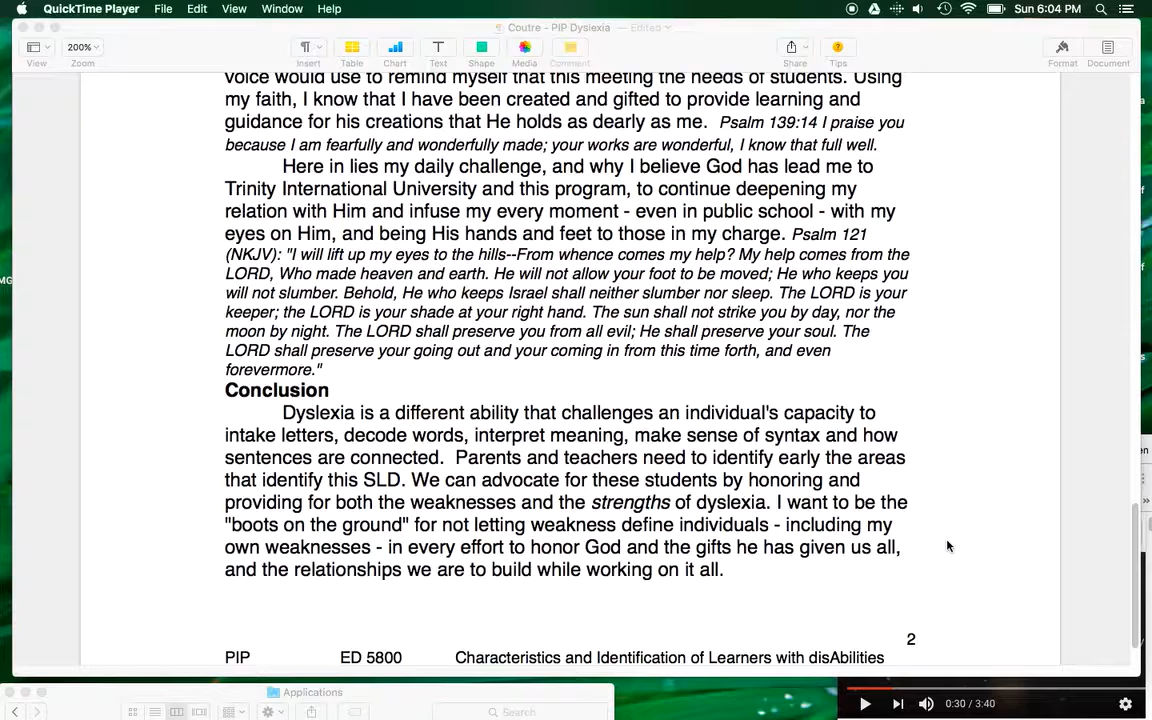 QuickTime Player File Edit View Window Help Sun 6:04 PM
Coutre - PIP Dyslexia — Edited
200%
View Zoom Insert Table Chart Text Shape Media Comment Share Tips Format Document
voice would use to remind myself that this meeting the needs of students. Using
my faith, I know that I have been created and gifted to provide learning and
guidance for his creations that He holds as dearly as me. Psalm 139:14 I praise you
because I am fearfully and wonderfully made; your works are wonderful, I know that full well.
Here in lies my daily challenge, and why I believe God has lead me to
Trinity International University and this program, to continue deepening my
relation with Him and infuse my every moment - even in public school - with my
eyes on Him, and being His hands and feet to those in my charge. Psalm 121
(NKJV): "I will lift up my eyes to the hills--From whence comes my help? My help comes from the
LORD, Who made heaven and earth. He will not allow your foot to be moved; He who keeps you
will not slumber. Behold, He who keeps Israel shall neither slumber nor sleep. The LORD is your
keeper; the LORD is your shade at your right hand. The sun shall not strike you by day, nor the
moon by night. The LORD shall preserve you from all evil; He shall preserve your soul. The
LORD shall preserve your going out and your coming in from this time forth, and even
forevermore."
Conclusion
Dyslexia is a different ability that challenges an individual's capacity to
intake letters, decode words, interpret meaning, make sense of syntax and how
sentences are connected. Parents and teachers need to identify early the areas
that identify this SLD. We can advocate for these students by honoring and
providing for both the weaknesses and the strengths of dyslexia. I want to be the
"boots on the ground" for not letting weakness define individuals - including my
own weaknesses - in every effort to honor God and the gifts he has given us all,
and the relationships we are to build while working on it all.
2
PIP ED 5800 Characteristics and Identification of Learners with disAbilities
Applications
Search
0:30 / 3:40